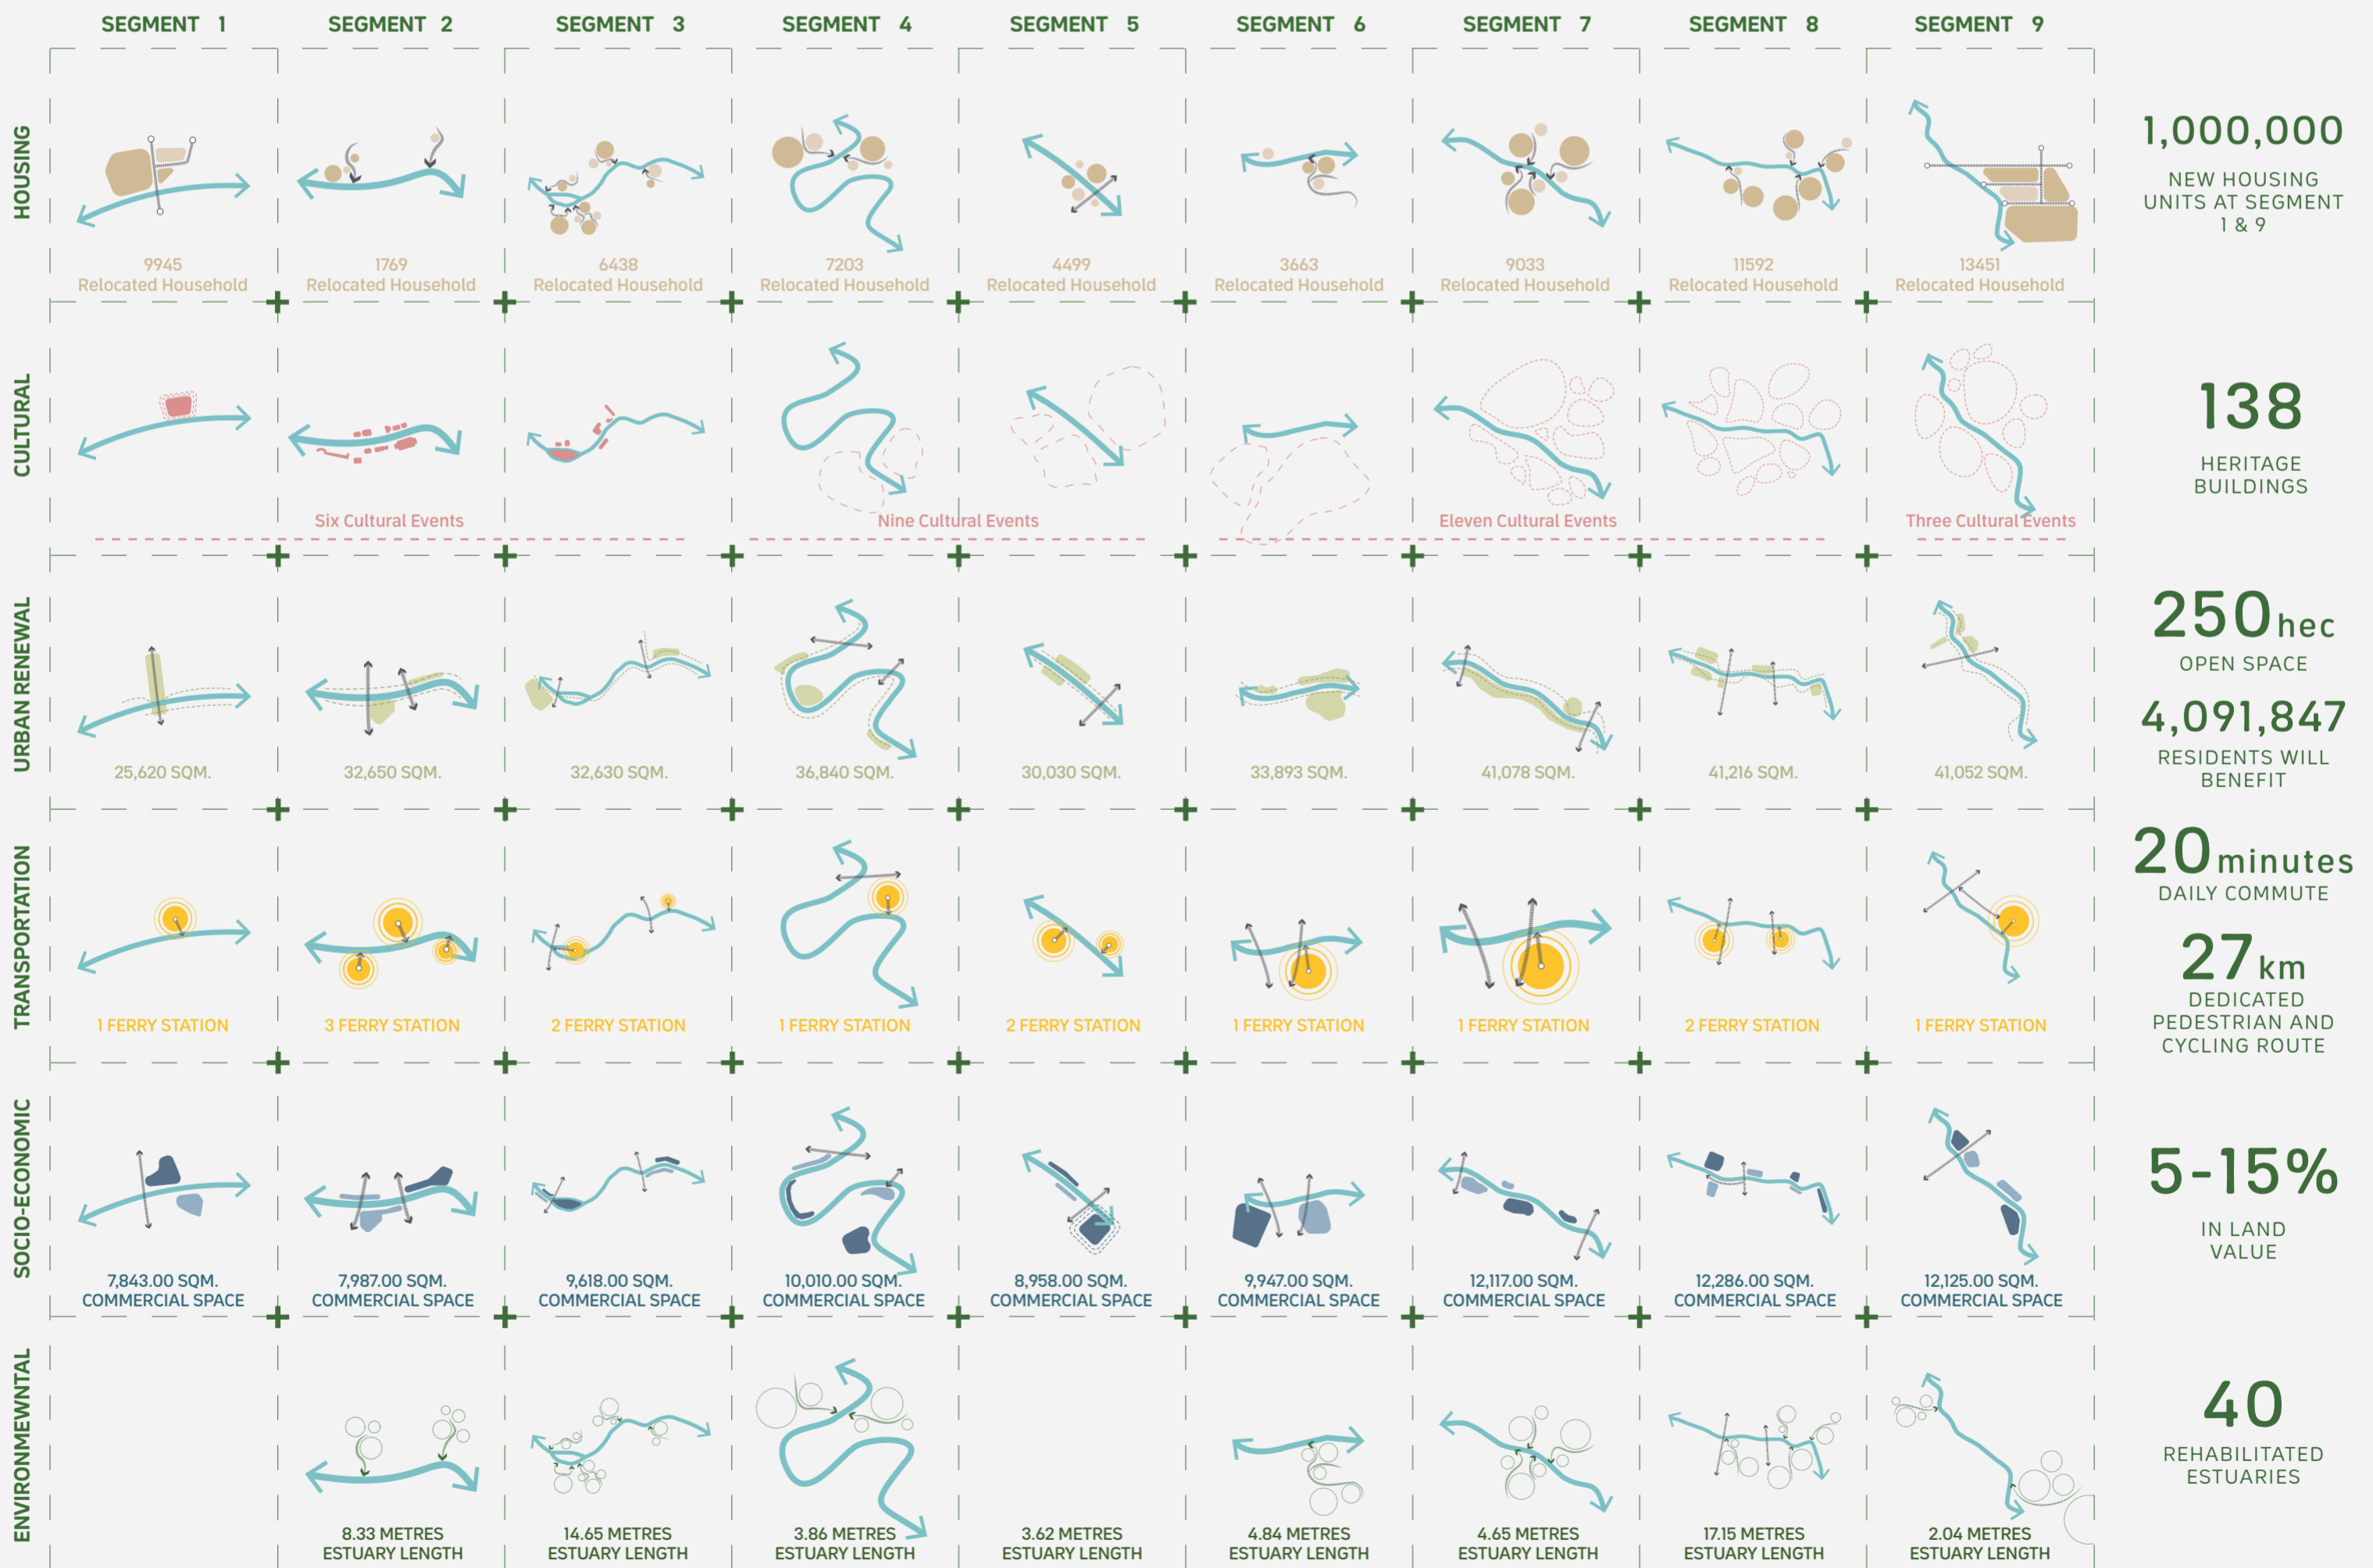 SEGMENT 1
SEGMENT 2
SEGMENT 3
SEGMENT 4
SEGMENT 5
SEGMENT 6
SEGMENT 7
SEGMENT 8
SEGMENT 9
HOUSING
9945
Relocated Household
1769
Relocated Household
6438
Relocated Household
7203
Relocated Household
4499
Relocated Household
3663
Relocated Household
9033
Relocated Household
11592
Relocated Household
13451
Relocated Household
1,000,000
NEW HOUSING
UNITS AT SEGMENT
1 & 9
CULTURAL
Six Cultural Events
Nine Cultural Events
Eleven Cultural Events
Three Cultural Events
138
HERITAGE
BUILDINGS
URBAN RENEWAL
25,620 SQM.
32,650 SQM.
32,630 SQM.
36,840 SQM.
30,030 SQM.
33,893 SQM.
41,078 SQM.
41,216 SQM.
41,052 SQM.
250hec
OPEN SPACE
4,091,847
RESIDENTS WILL
BENEFIT
TRANSPORTATION
1 FERRY STATION
3 FERRY STATION
2 FERRY STATION
1 FERRY STATION
2 FERRY STATION
1 FERRY STATION
1 FERRY STATION
2 FERRY STATION
1 FERRY STATION
20minutes
DAILY COMMUTE
27km
DEDICATED
PEDESTRIAN AND
CYCLING ROUTE
SOCIO-ECONOMIC
7,843.00 SQM.
COMMERCIAL SPACE
7,987.00 SQM.
COMMERCIAL SPACE
9,618.00 SQM.
COMMERCIAL SPACE
10,010.00 SQM.
COMMERCIAL SPACE
8,958.00 SQM.
COMMERCIAL SPACE
9,947.00 SQM.
COMMERCIAL SPACE
12,117.00 SQM.
COMMERCIAL SPACE
12,286.00 SQM.
COMMERCIAL SPACE
12,125.00 SQM.
COMMERCIAL SPACE
5-15%
IN LAND
VALUE
ENVIRONMEWNTAL
8.33 METRES
ESTUARY LENGTH
14.65 METRES
ESTUARY LENGTH
3.86 METRES
ESTUARY LENGTH
3.62 METRES
ESTUARY LENGTH
4.84 METRES
ESTUARY LENGTH
4.65 METRES
ESTUARY LENGTH
17.15 METRES
ESTUARY LENGTH
2.04 METRES
ESTUARY LENGTH
40
REHABILITATED
ESTUARIES